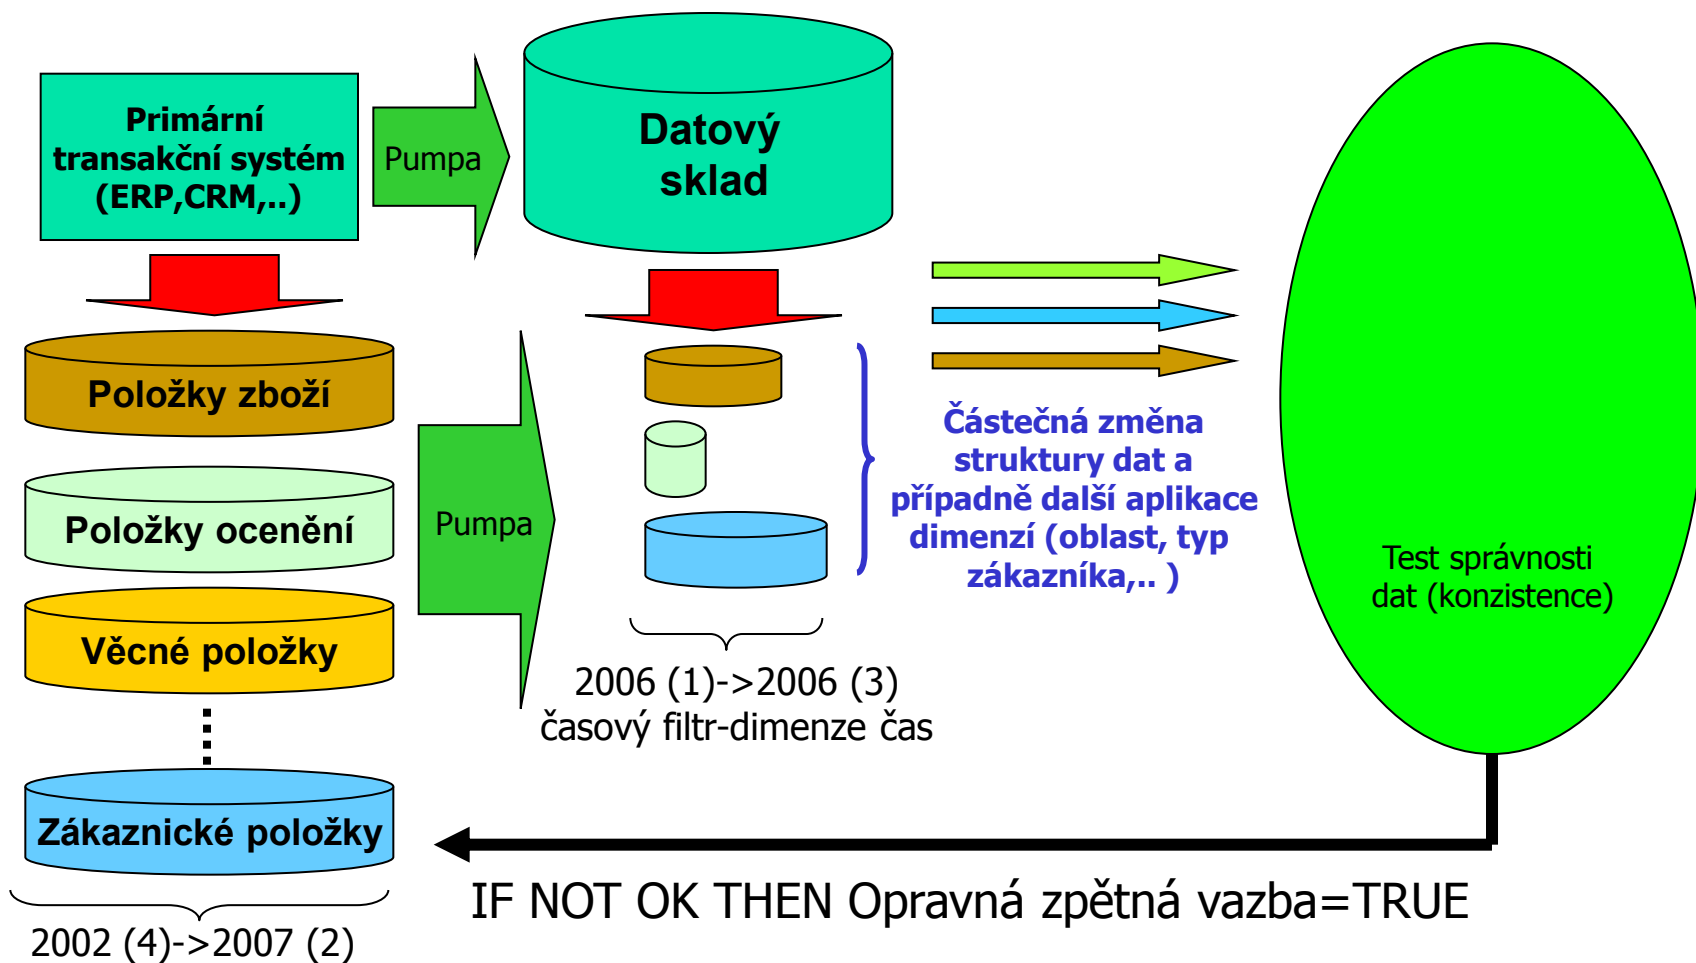 Primární
transakční systém
(ERP,CRM,..)
Pumpa
Datový
sklad
Položky zboží
Položky ocenění
Věcné položky
Zákaznické položky
2002 (4)->2007 (2)
Pumpa
2006 (1)->2006 (3)
časový filtr-dimenze čas
Částečná změna
struktury dat a
případně další aplikace
dimenzí (oblast, typ
zákazníka,.. )
Test správnosti
dat (konzistence)
IF NOT OK THEN Opravná zpětná vazba=TRUE